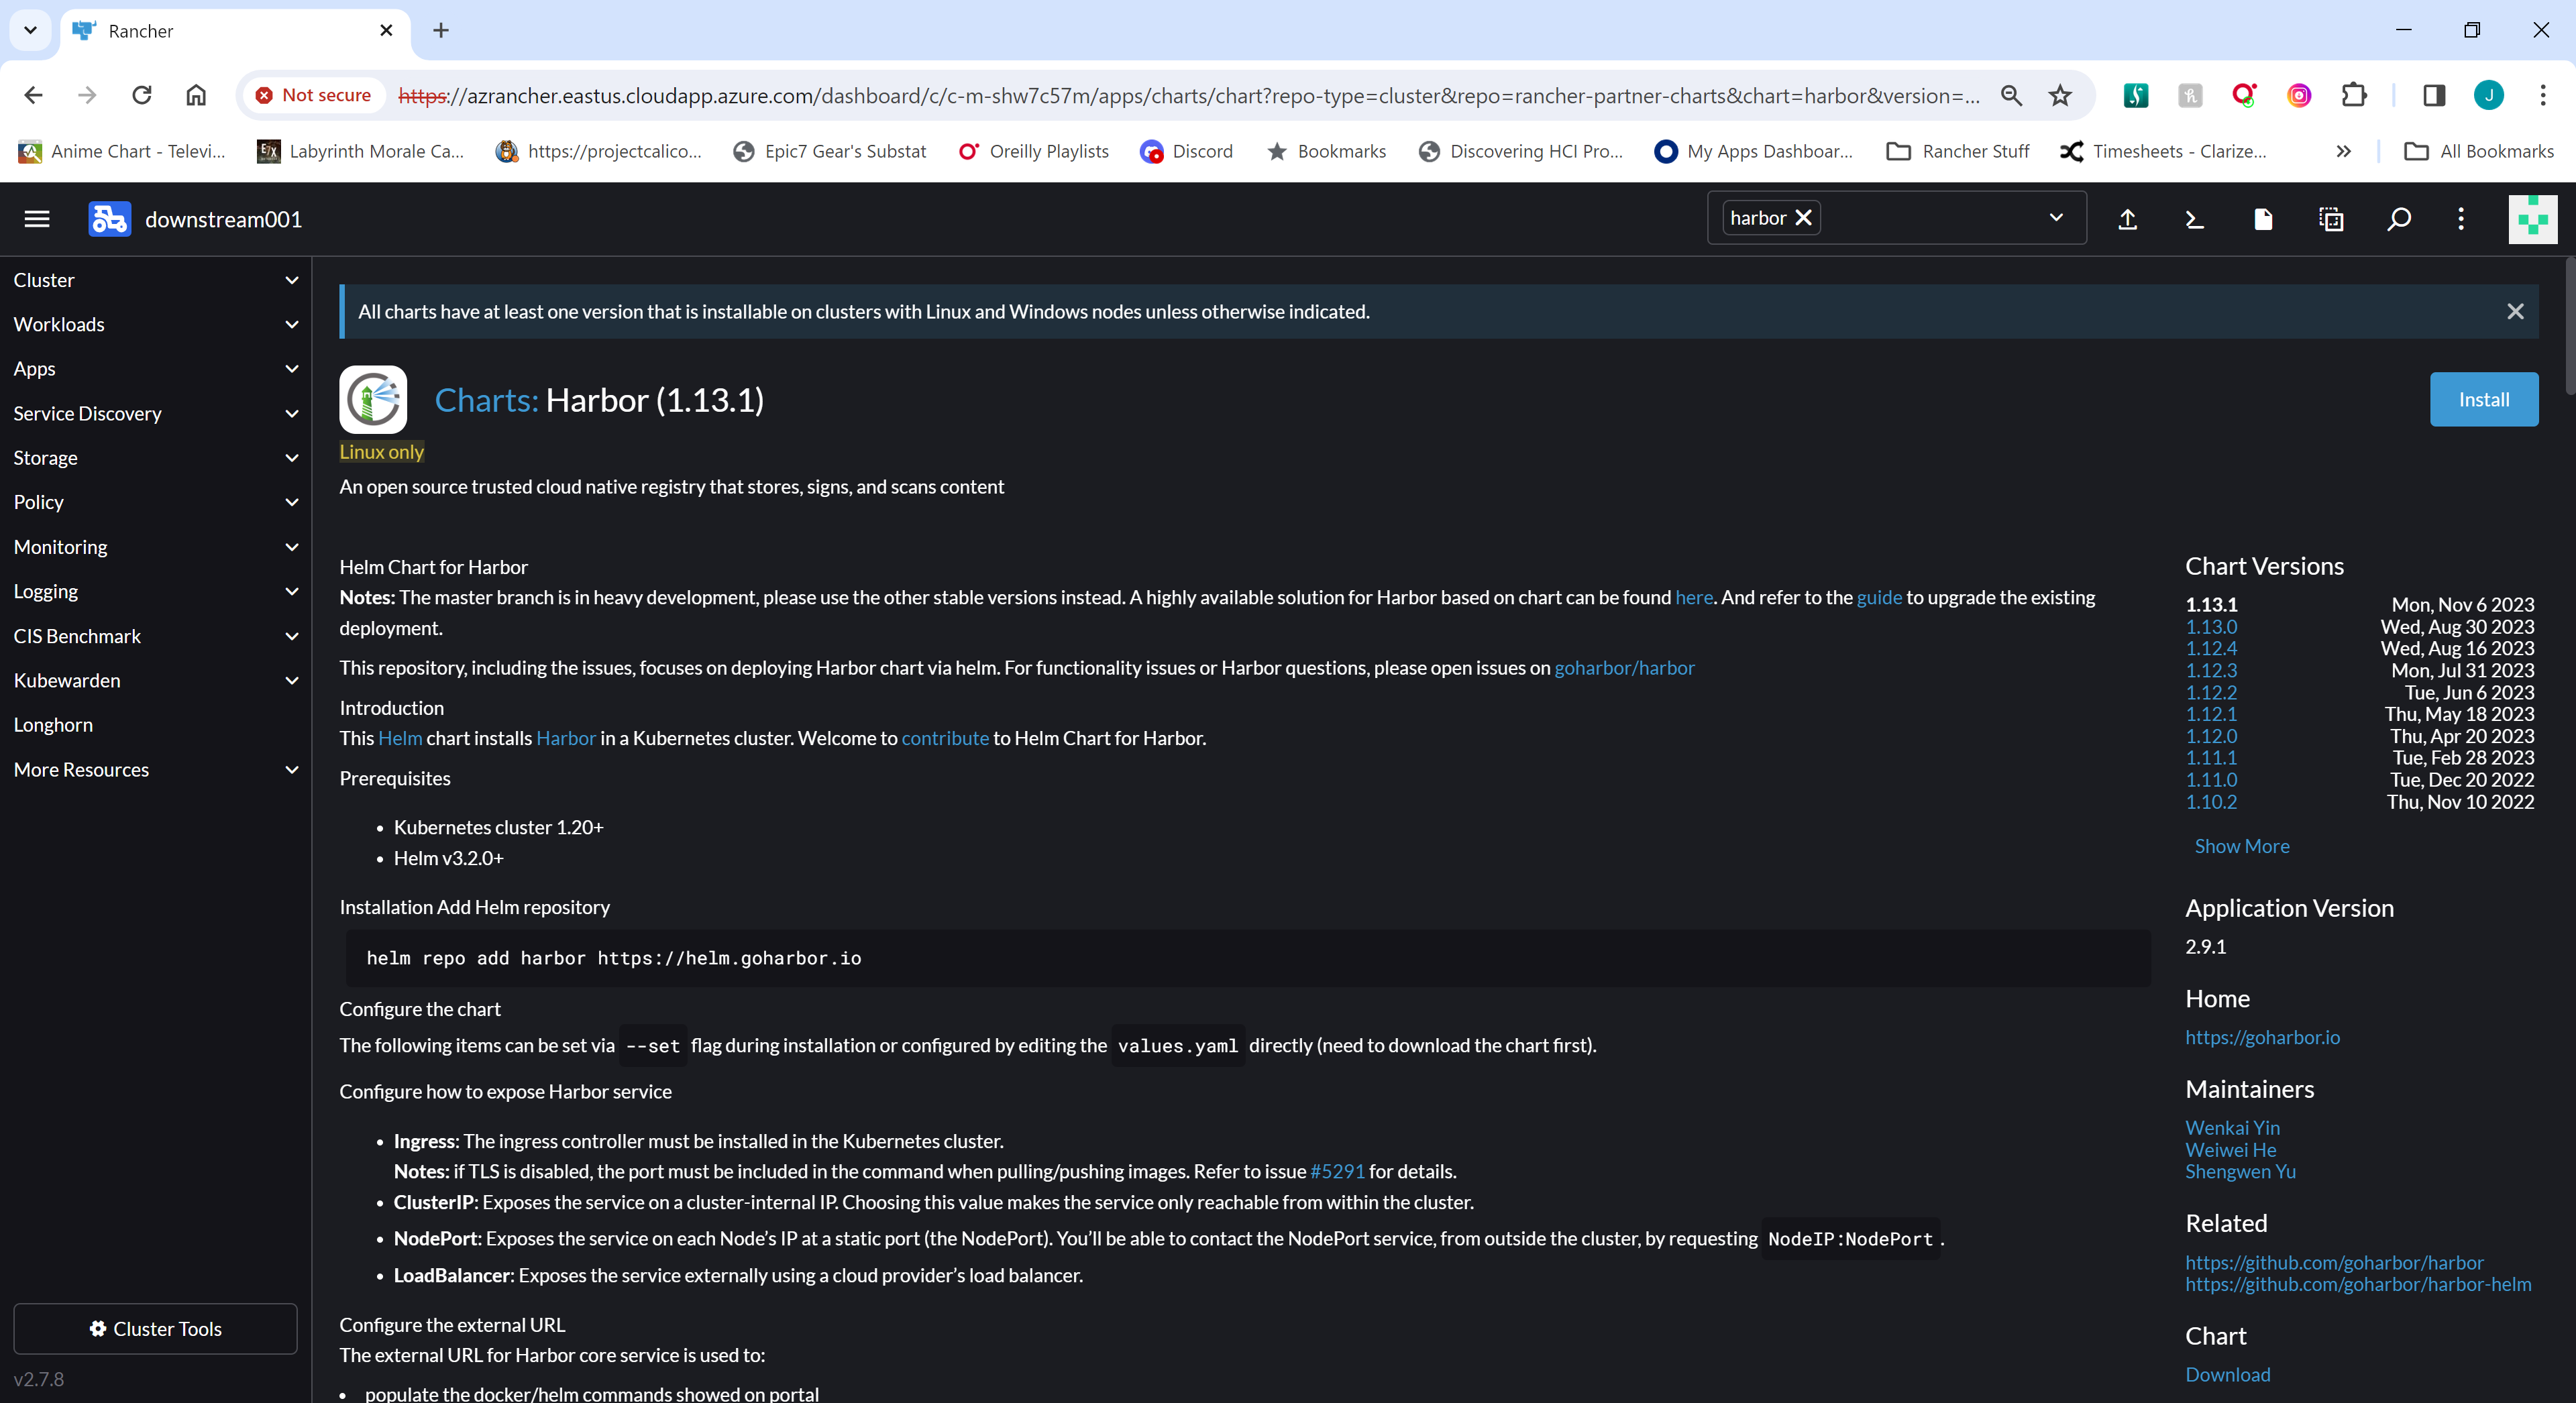 Rancher
Not secure
https://azrancher.eastus.cloudapp.azure.com/dashboard/c/c-m-shw7c57m/apps/charts/chart?repo-type=cluster&repo=rancher-partner-charts&chart=harbor&version=...
J
Anime Chart - Televi...
E7X
Labyrinth Morale Ca...
https://projectcalico...
Epic7 Gear's Substat
Oreilly Playlists
Discord
Bookmarks
Discovering HCI Pro...
My Apps Dashboar...
Rancher Stuff
Timesheets - Clarize...
All Bookmarks
downstream001
harbor
Cluster
Workloads
Apps
Service Discovery
Storage
Policy
Monitoring
Logging
CIS Benchmark
Kubewarden
Longhorn
More Resources
Cluster Tools
v2.7.8
All charts have at least one version that is installable on clusters with Linux and Windows nodes unless otherwise indicated.
Charts: Harbor (1.13.1)
Install
Linux only
An open source trusted cloud native registry that stores, signs, and scans content
Helm Chart for Harbor
Notes: The master branch is in heavy development, please use the other stable versions instead. A highly available solution for Harbor based on chart can be found here. And refer to the guide to upgrade the existing
deployment.
This repository, including the issues, focuses on deploying Harbor chart via helm. For functionality issues or Harbor questions, please open issues on goharbor/harbor
Introduction
This Helm chart installs Harbor in a Kubernetes cluster. Welcome to contribute to Helm Chart for Harbor.
Prerequisites
• Kubernetes cluster 1.20+
• Helm v3.2.0+
Installation Add Helm repository
helm repo add harbor https://helm.goharbor.io
Configure the chart
The following items can be set via --set flag during installation or configured by editing the values.yaml directly (need to download the chart first).
Configure how to expose Harbor service
• Ingress: The ingress controller must be installed in the Kubernetes cluster.
Notes: if TLS is disabled, the port must be included in the command when pulling/pushing images. Refer to issue #5291 for details.
• ClusterIP: Exposes the service on a cluster-internal IP. Choosing this value makes the service only reachable from within the cluster.
• NodePort: Exposes the service on each Node’s IP at a static port (the NodePort). You’ll be able to contact the NodePort service, from outside the cluster, by requesting NodeIP:NodePort .
• LoadBalancer: Exposes the service externally using a cloud provider’s load balancer.
Configure the external URL
The external URL for Harbor core service is used to:
• populate the docker/helm commands showed on portal
Chart Versions
1.13.1 Mon, Nov 6 2023
1.13.0 Wed, Aug 30 2023
1.12.4 Wed, Aug 16 2023
1.12.3 Mon, Jul 31 2023
1.12.2 Tue, Jun 6 2023
1.12.1 Thu, May 18 2023
1.12.0 Thu, Apr 20 2023
1.11.1 Tue, Feb 28 2023
1.11.0 Tue, Dec 20 2022
1.10.2 Thu, Nov 10 2022
Show More
Application Version
2.9.1
Home
https://goharbor.io
Maintainers
Wenkai Yin
Weiwei He
Shengwen Yu
Related
https://github.com/goharbor/harbor
https://github.com/goharbor/harbor-helm
Chart
Download